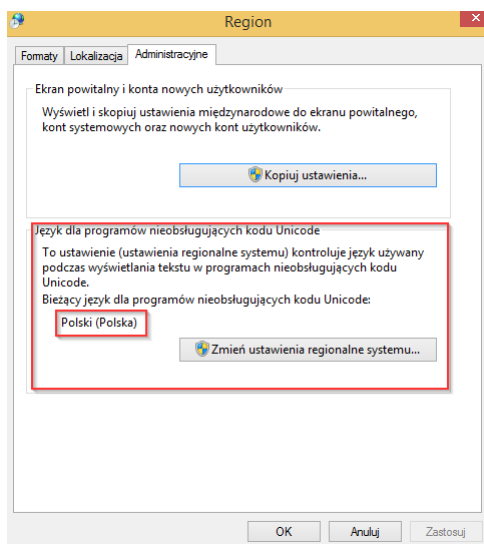 Region
Formaty Lokalizacja Administracyjne
Ekran powitalny i konta nowych użytkowników
Wyświetl i skopiuj ustawienia międzynarodowe do ekranu powitalnego,
kont systemowych oraz nowych kont użytkowników.
Kopiuj ustawienia...
Język dla programów nieobsługujących kodu Unicode
To ustawienie (ustawienia regionalne systemu) kontroluje język używany
podczas wyświetlania tekstu w programach nieobsługujących kodu
Unicode.
Bieżący język dla programów nieobsługujących kodu Unicode:
Polski (Polska)
Zmień ustawienia regionalne systemu...
OK Anuluj Zastosuj